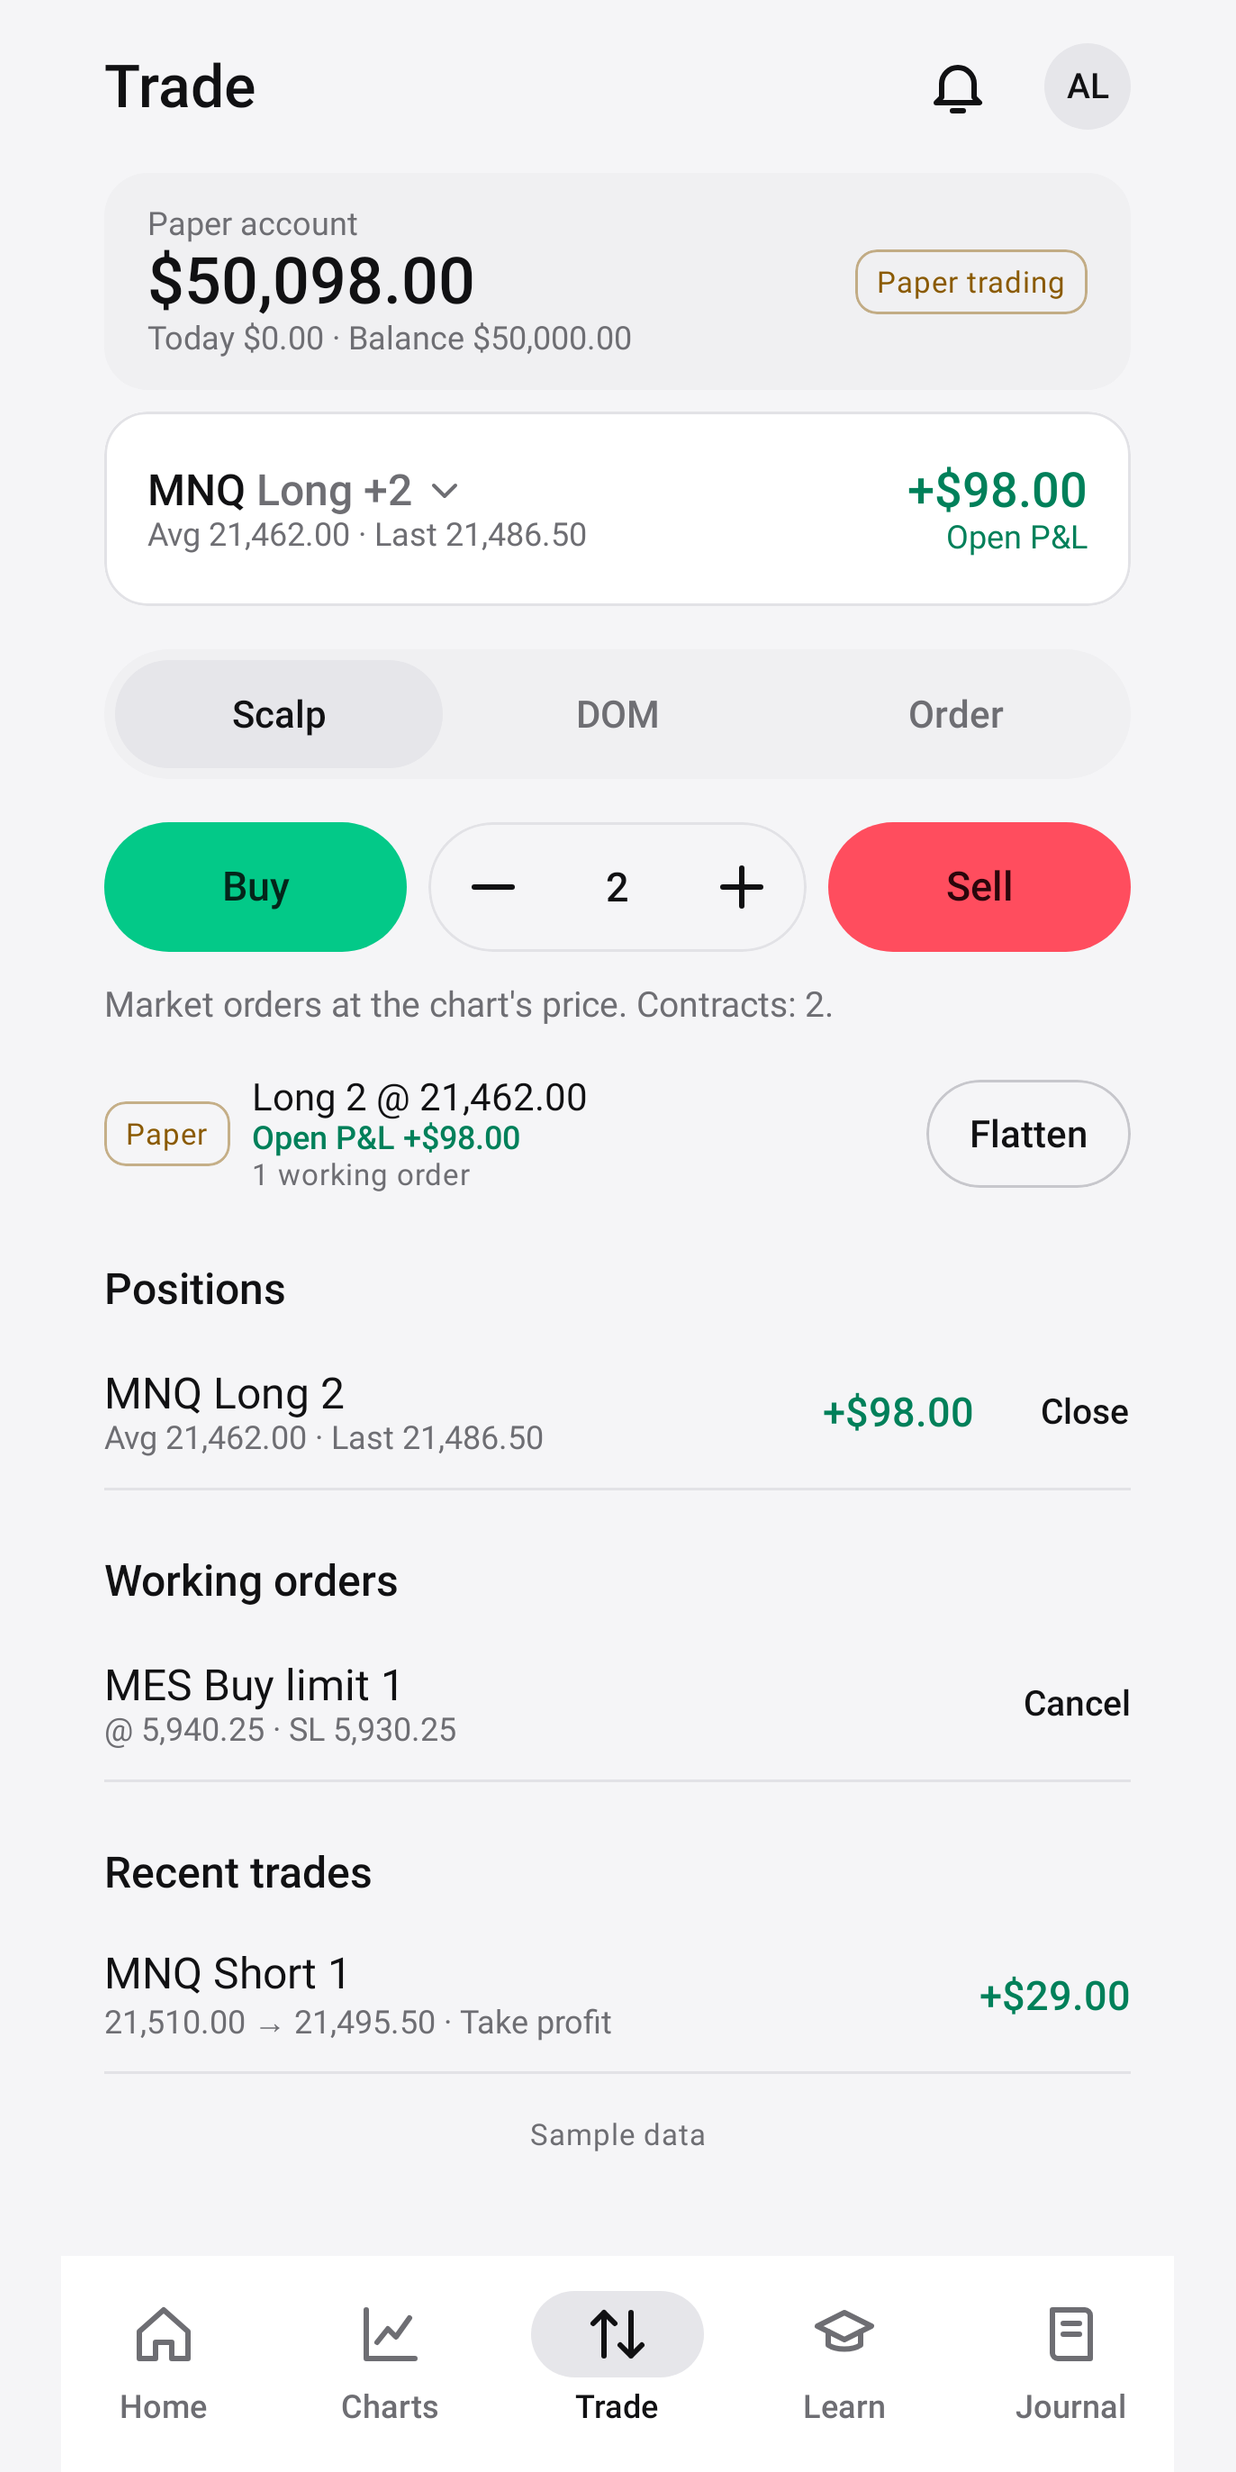 Trade
AL
Paper account
$50,098.00
Paper trading
Today $0.00 · Balance $50,000.00
MNQ Long +2
+$98.00
Avg 21,462.00 · Last 21,486.50
Open P&L
Scalp
DOM
Order
Buy
2
Sell
Market orders at the chart's price. Contracts: 2.
Paper
Long 2 @ 21,462.00
Open P&L +$98.00
1 working order
Flatten
Positions
MNQ Long 2
Avg 21,462.00 · Last 21,486.50
+$98.00
Close
Working orders
MES Buy limit 1
@ 5,940.25 · SL 5,930.25
Cancel
Recent trades
MNQ Short 1
21,510.00 → 21,495.50 · Take profit
+$29.00
Sample data
Home
Charts
Trade
Learn
Journal